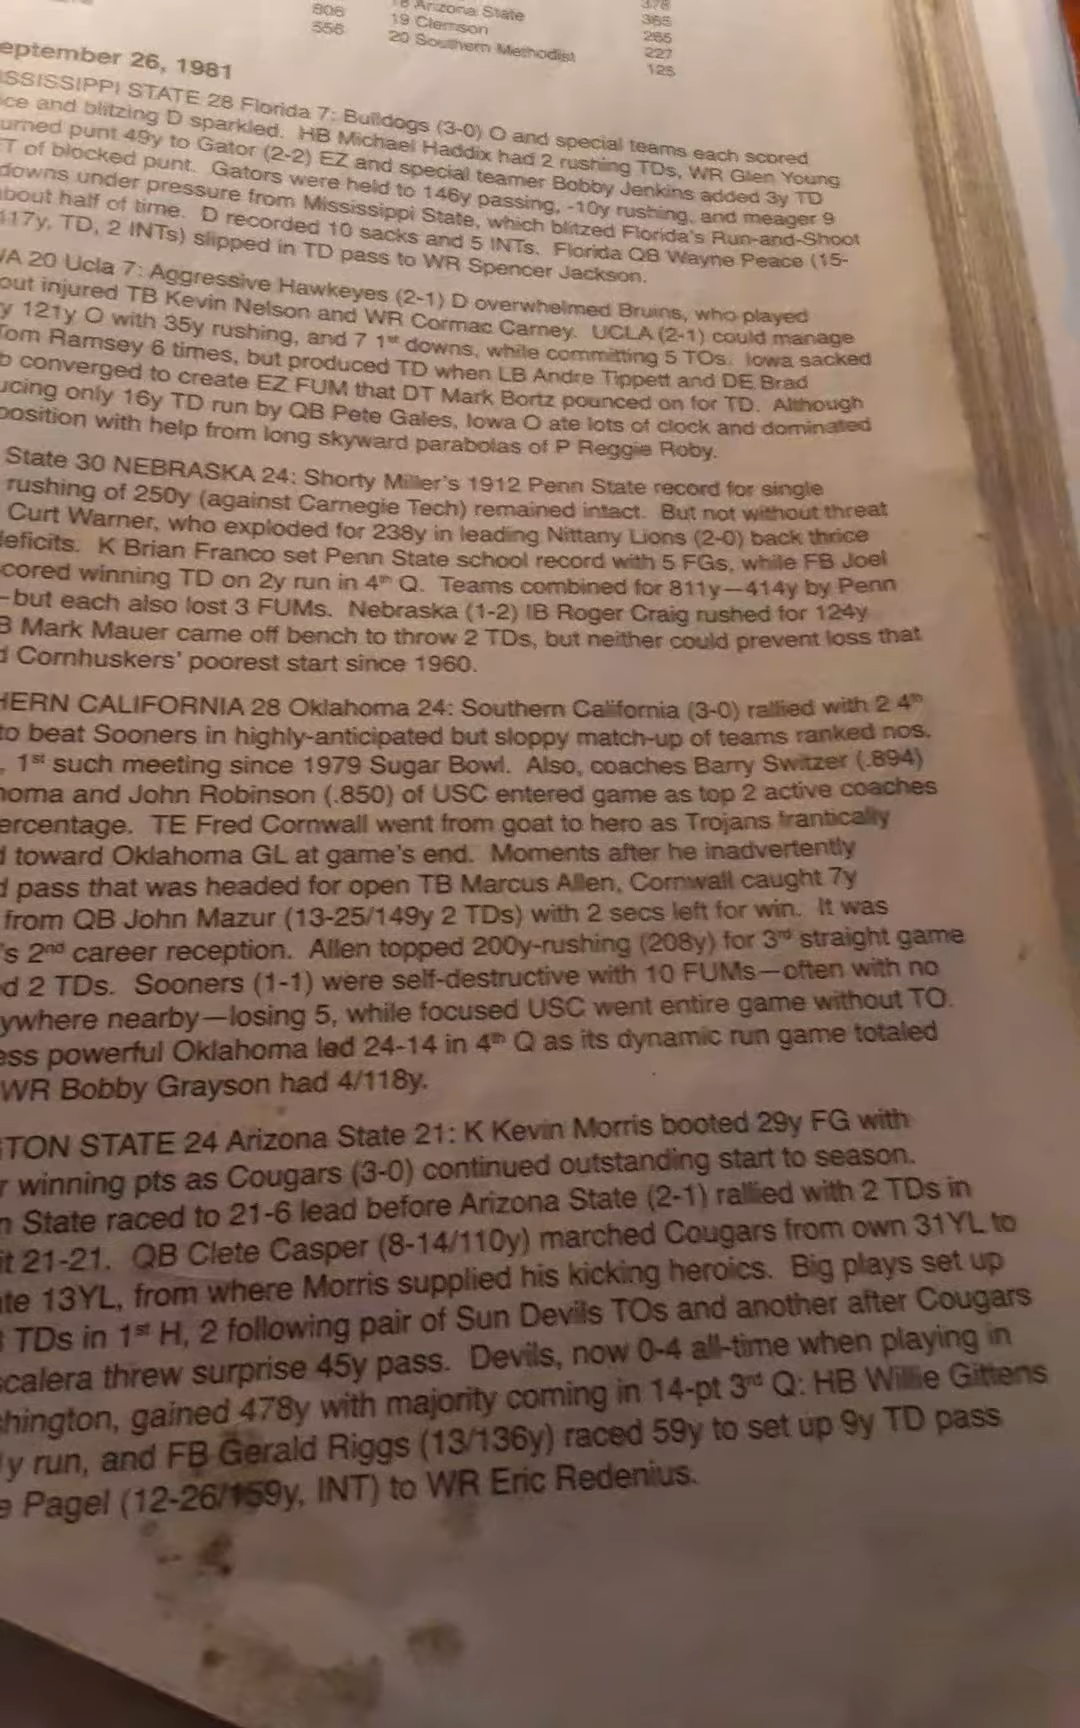 18 Arizona State 378
806 19 Clemson 365
556 20 Southern Methodist 265
227
125
eptember 26, 1981
SSISSIPPI STATE 28 Florida 7: Bulldogs (3-0) O and special teams each scored
ice and blitzing D sparkled. HB Michael Haddix had 2 rushing TDs, WR Glen Young
urned punt 49y to Gator (2-2) EZ and special teamer Bobby Jenkins added 3y TD
T of blocked punt. Gators were held to 146y passing, -10y rushing, and meager 9
downs under pressure from Mississippi State, which blitzed Florida's Run-and-Shoot
bout half of time. D recorded 10 sacks and 5 INTs. Florida QB Wayne Peace (15-
117y, TD, 2 INTs) slipped in TD pass to WR Spencer Jackson.
VA 20 Ucla 7: Aggressive Hawkeyes (2-1) D overwhelmed Bruins, who played
out injured TB Kevin Nelson and WR Cormac Carney. UCLA (2-1) could manage
y 121y O with 35y rushing, and 7 1st downs, while committing 5 TOs. Iowa sacked
Tom Ramsey 6 times, but produced TD when LB Andre Tippett and DE Brad
b converged to create EZ FUM that DT Mark Bortz pounced on for TD. Although
ucing only 16y TD run by QB Pete Gales, Iowa O ate lots of clock and dominated
position with help from long skyward parabolas of P Reggie Roby.
State 30 NEBRASKA 24: Shorty Miller's 1912 Penn State record for single
rushing of 250y (against Carnegie Tech) remained intact. But not without threat
Curt Warner, who exploded for 238y in leading Nittany Lions (2-0) back thrice
deficits. K Brian Franco set Penn State school record with 5 FGs, while FB Joel
cored winning TD on 2y run in 4th Q. Teams combined for 811y—414y by Penn
—but each also lost 3 FUMs. Nebraska (1-2) IB Roger Craig rushed for 124y
B Mark Mauer came off bench to throw 2 TDs, but neither could prevent loss that
d Cornhuskers' poorest start since 1960.
HERN CALIFORNIA 28 Oklahoma 24: Southern California (3-0) rallied with 2 4th
to beat Sooners in highly-anticipated but sloppy match-up of teams ranked nos.
, 1st such meeting since 1979 Sugar Bowl. Also, coaches Barry Switzer (.894)
homa and John Robinson (.850) of USC entered game as top 2 active coaches
ercentage. TE Fred Cornwall went from goat to hero as Trojans frantically
d toward Oklahoma GL at game's end. Moments after he inadvertently
d pass that was headed for open TB Marcus Allen, Cornwall caught 7y
from QB John Mazur (13-25/149y 2 TDs) with 2 secs left for win. It was
's 2nd career reception. Allen topped 200y-rushing (208y) for 3rd straight game
ed 2 TDs. Sooners (1-1) were self-destructive with 10 FUMs—often with no
ywhere nearby—losing 5, while focused USC went entire game without TO.
ess powerful Oklahoma led 24-14 in 4th Q as its dynamic run game totaled
WR Bobby Grayson had 4/118y.
TON STATE 24 Arizona State 21: K Kevin Morris booted 29y FG with
r winning pts as Cougars (3-0) continued outstanding start to season.
n State raced to 21-6 lead before Arizona State (2-1) rallied with 2 TDs in
it 21-21. QB Clete Casper (8-14/110y) marched Cougars from own 31YL to
ate 13YL, from where Morris supplied his kicking heroics. Big plays set up
TDs in 1st H, 2 following pair of Sun Devils TOs and another after Cougars
scalera threw surprise 45y pass. Devils, now 0-4 all-time when playing in
hington, gained 478y with majority coming in 14-pt 3rd Q: HB Willie Gittens
y run, and FB Gerald Riggs (13/136y) raced 59y to set up 9y TD pass
e Pagel (12-26/159y, INT) to WR Eric Redenius.